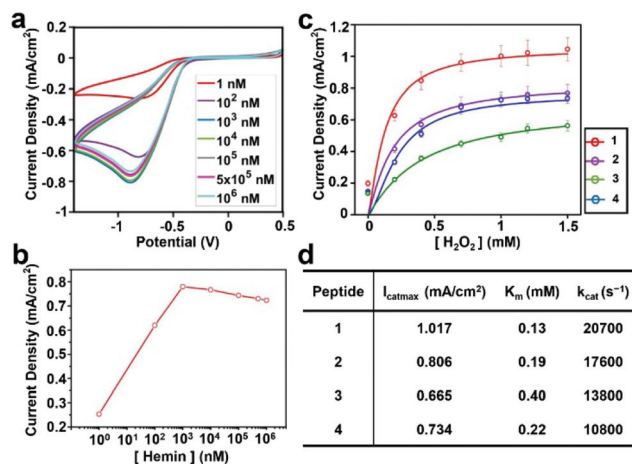 a
Current Density (mA/cm²)
0
-0.2
-0.4
-0.6
-0.8
-1
-1
-0.5
0
0.5
Potential (V)
1 nM
10² nM
10³ nM
10⁴ nM
10⁵ nM
5x10⁵ nM
10⁶ nM
b
Current Density (mA/cm²)
0.8
0.7
0.6
0.5
0.4
0.3
0.2
10⁰ 10¹ 10² 10³ 10⁴ 10⁵ 10⁶
[ Hemin ] (nM)
c
Current Density (mA/cm²)
1.2
1
0.8
0.6
0.4
0.2
0
0
0.5
1.0
1.5
[ H₂O₂ ] (mM)
1
2
3
4
d
Peptide Icatmax (mA/cm²) Km (mM) kcat (s⁻¹)
1 1.017 0.13 20700
2 0.806 0.19 17600
3 0.665 0.40 13800
4 0.734 0.22 10800